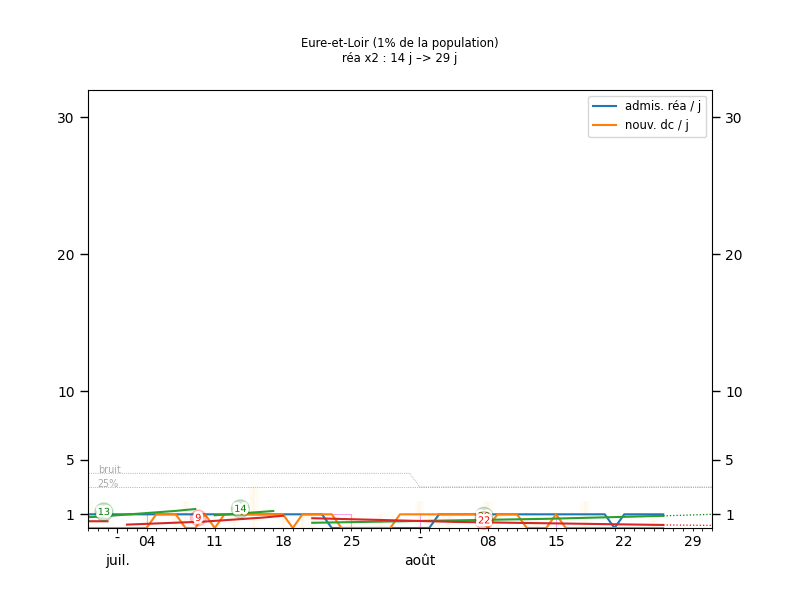 Eure-et-Loir (1% de la population)
réa x2 : 14 j –> 29 j
admis. réa / j
nouv. dc / j
30 30
20 20
10 10
5 5
bruit
25%
1 1
13 9 14 22
- 04 11 18 25 - 08 15 22 29
juil. août